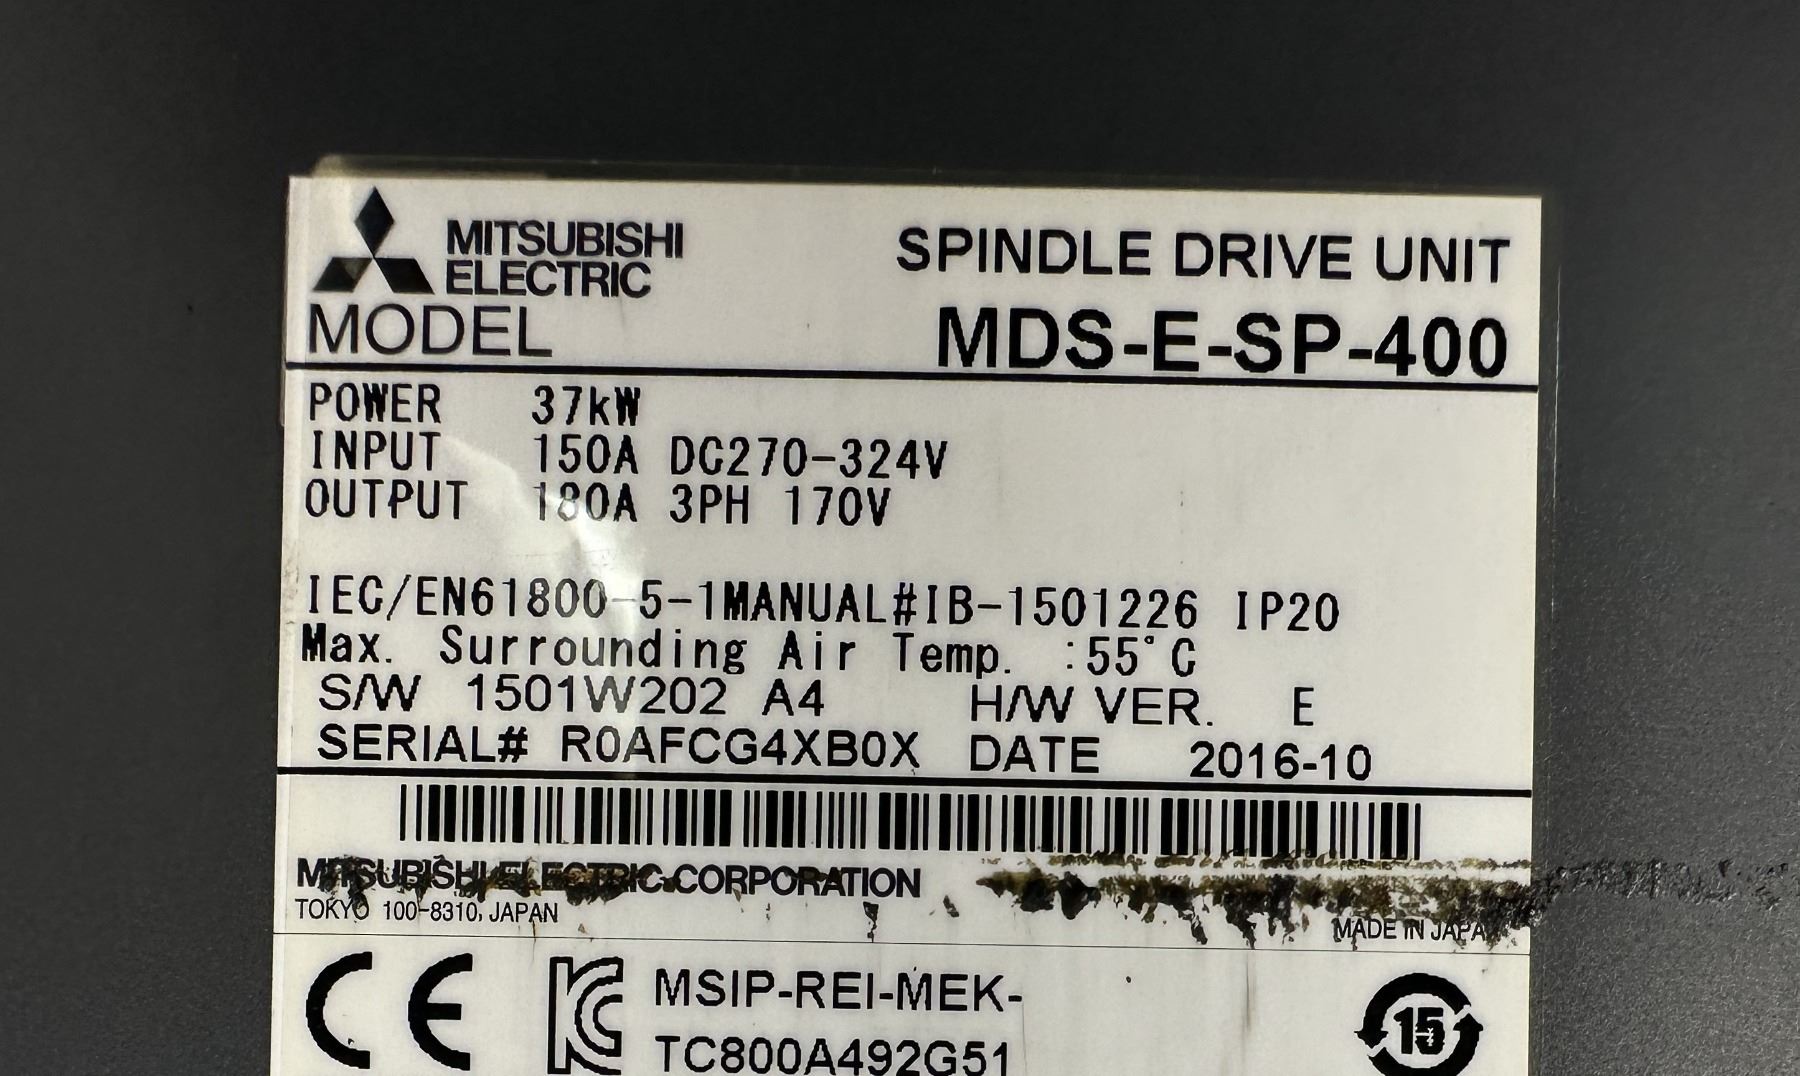 MITSUBISHI
ELECTRIC
SPINDLE DRIVE UNIT
MODEL MDS-E-SP-400
POWER 37kW
INPUT 150A DC270-324V
OUTPUT 180A 3PH 170V
IEC/EN61800-5-1MANUAL#IB-1501226 IP20
Max. Surrounding Air Temp. :55°C
S/W 1501W202 A4 H/W VER. E
SERIAL# R0AFCG4XB0X DATE 2016-10
MITSUBISHI ELECTRIC CORPORATION
TOKYO 100-8310, JAPAN MADE IN JAPAN
CE KC MSIP-REI-MEK-
TC800A492G51
15